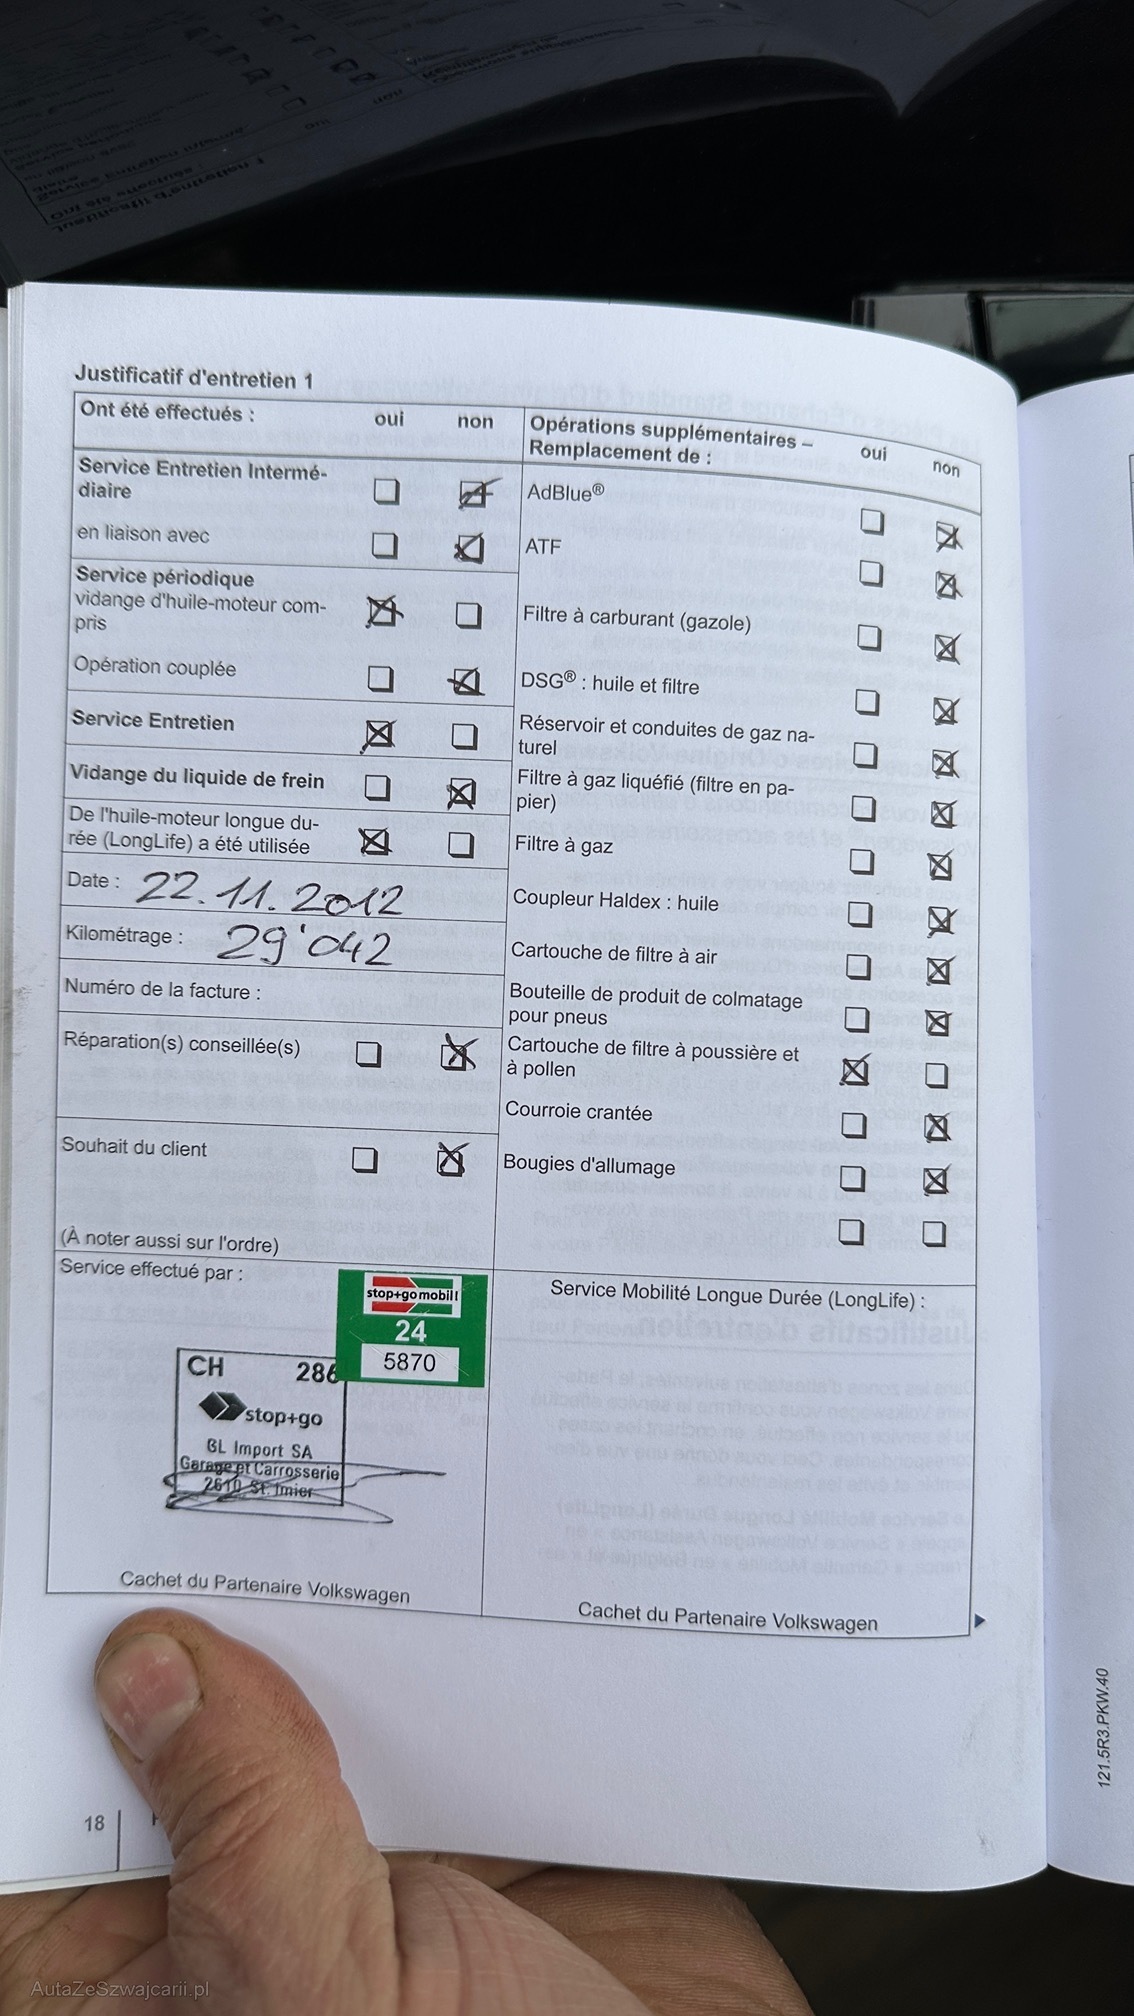 Justificatif d'entretien 1
Ont été effectués : oui non
Service Entretien Intermé-
diaire
en liaison avec
Service périodique
vidange d'huile-moteur com-
pris
Opération couplée
Service Entretien
Vidange du liquide de frein
De l'huile-moteur longue du-
rée (LongLife) a été utilisée
Date : 22.11.2012
Kilométrage : 29'042
Numéro de la facture :
Réparation(s) conseillée(s)
Souhait du client
(À noter aussi sur l'ordre)
Opérations supplémentaires –
Remplacement de : oui non
AdBlue®
ATF
Filtre à carburant (gazole)
DSG® : huile et filtre
Réservoir et conduites de gaz na-
turel
Filtre à gaz liquéfié (filtre en pa-
pier)
Filtre à gaz
Coupleur Haldex : huile
Cartouche de filtre à air
Bouteille de produit de colmatage
pour pneus
Cartouche de filtre à poussière et
à pollen
Courroie crantée
Bougies d'allumage
Service effectué par :
stop+go mobil!
24
5870
CH 286
stop+go
BL Import SA
Garage et Carrosserie
2610 St. Imier
Cachet du Partenaire Volkswagen
Service Mobilité Longue Durée (LongLife) :
Cachet du Partenaire Volkswagen
18
121.5R3.PKW.40
AutaZeSzwajcarii.pl